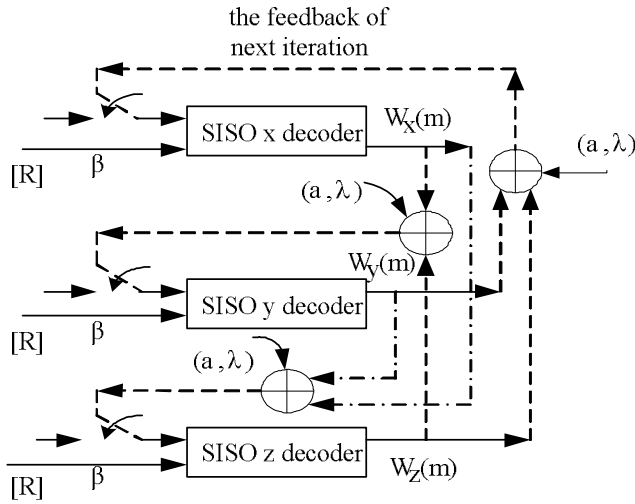 the feedback of
next iteration
SISO x decoder
Wx(m)
(a,λ)
[R]
β
(a,λ)
Wy(m)
SISO y decoder
[R]
β
(a,λ)
SISO z decoder
Wz(m)
[R]
β